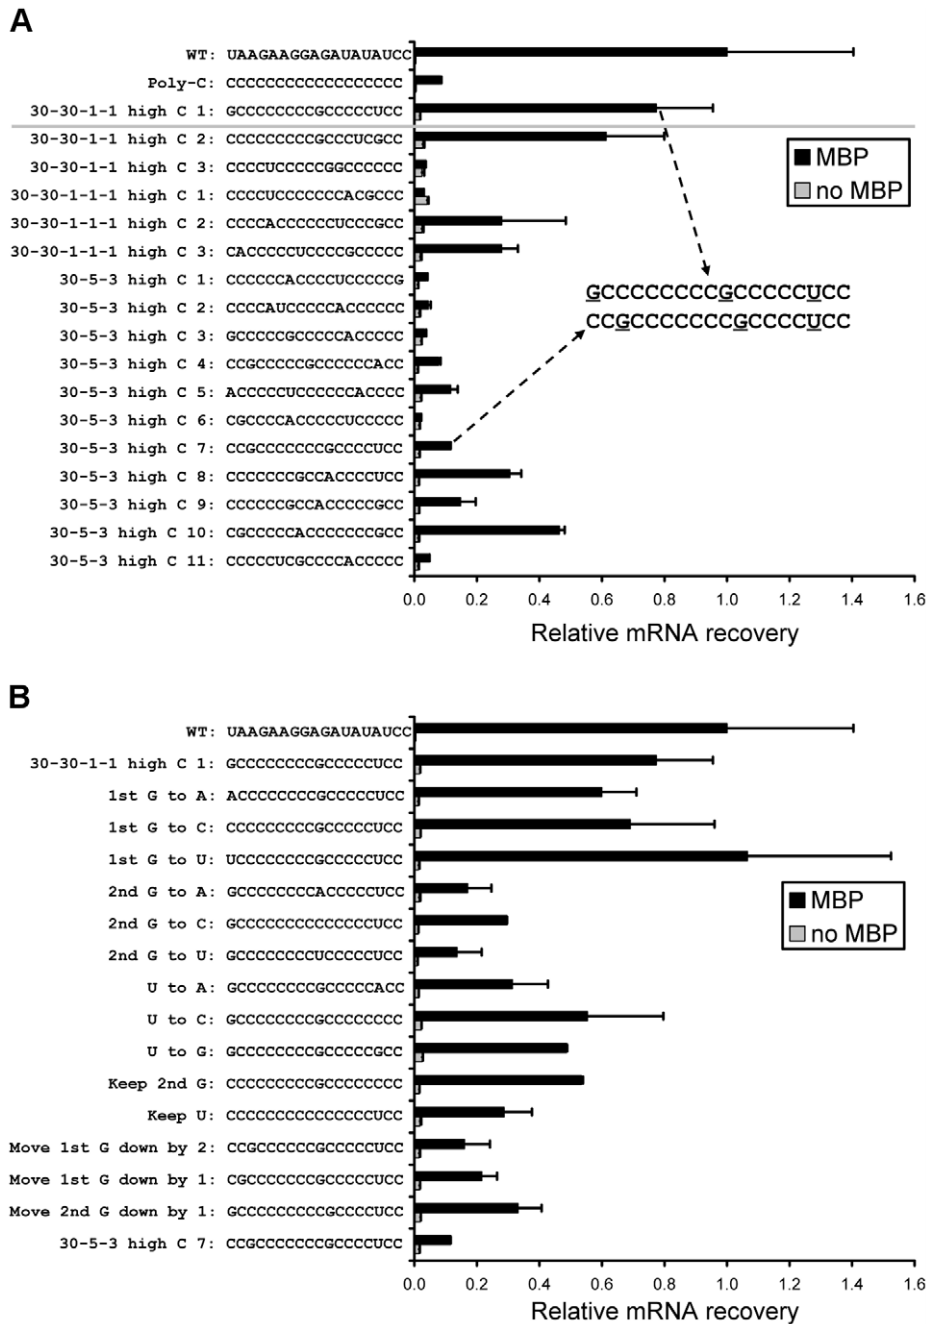 A
WT: UAAGAAGGAGAUAUAUCC
Poly-C: CCCCCCCCCCCCCCCCCC
30-30-1-1 high C 1: GCCCCCCCCGCCCCCUCC
30-30-1-1 high C 2: CCCCCCCCCGCCCUCGCC
30-30-1-1 high C 3: CCCCUCCCCCGGCCCCCC
30-30-1-1-1 high C 1: CCCCUCCCCCCCACGCCC
30-30-1-1-1 high C 2: CCCCACCCCCCUCCCGCC
30-30-1-1-1 high C 3: CACCCCCUCCCCGCCCCC
30-5-3 high C 1: CCCCCCACCCCUCCCCCG
30-5-3 high C 2: CCCCAUCCCCCACCCCCC
30-5-3 high C 3: GCCCCCGCCCCCACCCCC
30-5-3 high C 4: CCGCCCCCGCCCCCCACC
30-5-3 high C 5: ACCCCCUCCCCCCACCCC
30-5-3 high C 6: CGCCCCACCCCCUCCCCC
30-5-3 high C 7: CCGCCCCCCCGCCCCUCC
30-5-3 high C 8: CCCCCCCGCCACCCCUCC
30-5-3 high C 9: CCCCCCGCCACCCCCGCC
30-5-3 high C 10: CGCCCCCACCCCCCCGCC
30-5-3 high C 11: CCCCCUCGCCCCACCCCC
MBP
no MBP
GCCCCCCCCGCCCCCUCC
CCGCCCCCCCGCCCCUCC
0.0 0.2 0.4 0.6 0.8 1.0 1.2 1.4 1.6
Relative mRNA recovery
B
WT: UAAGAAGGAGAUAUAUCC
30-30-1-1 high C 1: GCCCCCCCCGCCCCCUCC
1st G to A: ACCCCCCCCGCCCCCUCC
1st G to C: CCCCCCCCCGCCCCCUCC
1st G to U: UCCCCCCCCGCCCCCUCC
2nd G to A: GCCCCCCCCACCCCCUCC
2nd G to C: GCCCCCCCCCCCCCCUCC
2nd G to U: GCCCCCCCCUCCCCCUCC
U to A: GCCCCCCCCGCCCCCACC
U to C: GCCCCCCCCGCCCCCCCC
U to G: GCCCCCCCCGCCCCCGCC
Keep 2nd G: CCCCCCCCCGCCCCCCCC
Keep U: CCCCCCCCCCCCCCCUCC
Move 1st G down by 2: CCGCCCCCCGCCCCCUCC
Move 1st G down by 1: CGCCCCCCCGCCCCCUCC
Move 2nd G down by 1: GCCCCCCCCCGCCCCUCC
30-5-3 high C 7: CCGCCCCCCCGCCCCUCC
MBP
no MBP
0.0 0.2 0.4 0.6 0.8 1.0 1.2 1.4 1.6
Relative mRNA recovery